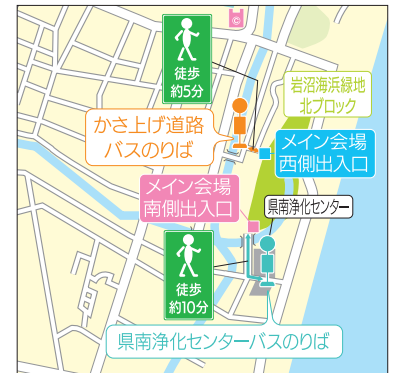 ©
徒歩
約5分
岩沼海浜緑地
北ブロック
かさ上げ道路
バスのりば
メイン会場
西側出入口
メイン会場
南側出入口
県南浄化センター
徒歩
約10分
県南浄化センターバスのりば